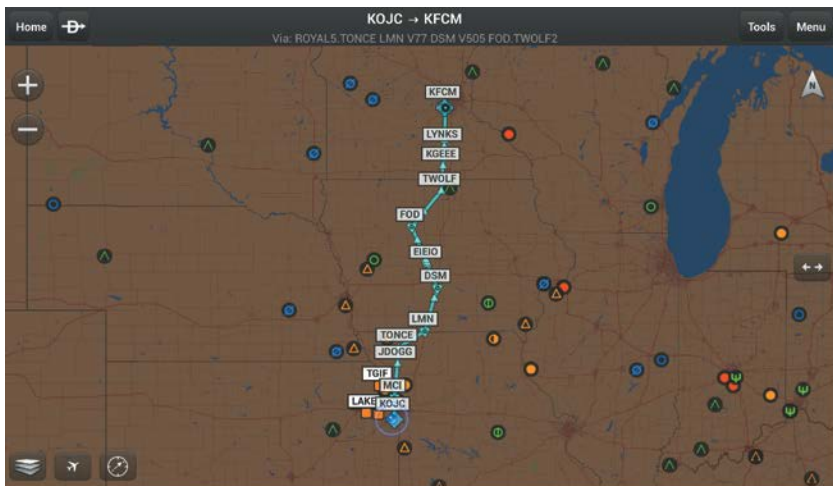 Home
KOJC → KFCM
Via: ROYAL5.TONCE LMN V77 DSM V505 FOD.TWOLF2
Tools
Menu
N
KFCM
LYNKS
KGEEE
TWOLF
FOD
EIEIO
DSM
LMN
TONCE
JDOGG
TGIF
MCI
LAKE
KOJC